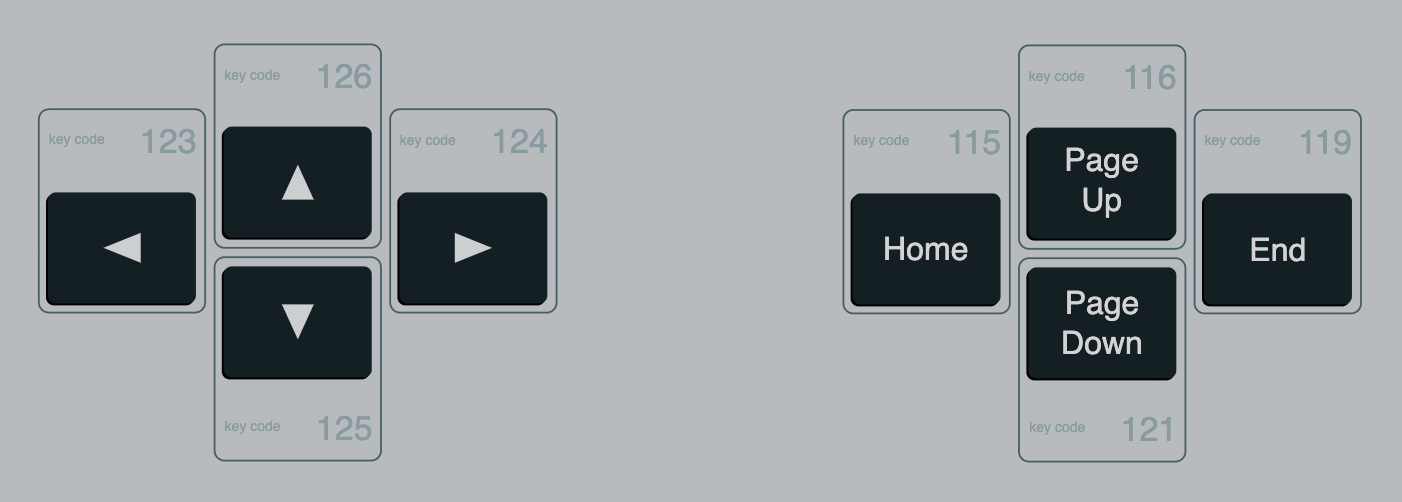 key code 126
key code 123
key code 124
key code 125
key code 116
key code 115
Page
Up
key code 119
Home
End
Page
Down
key code 121